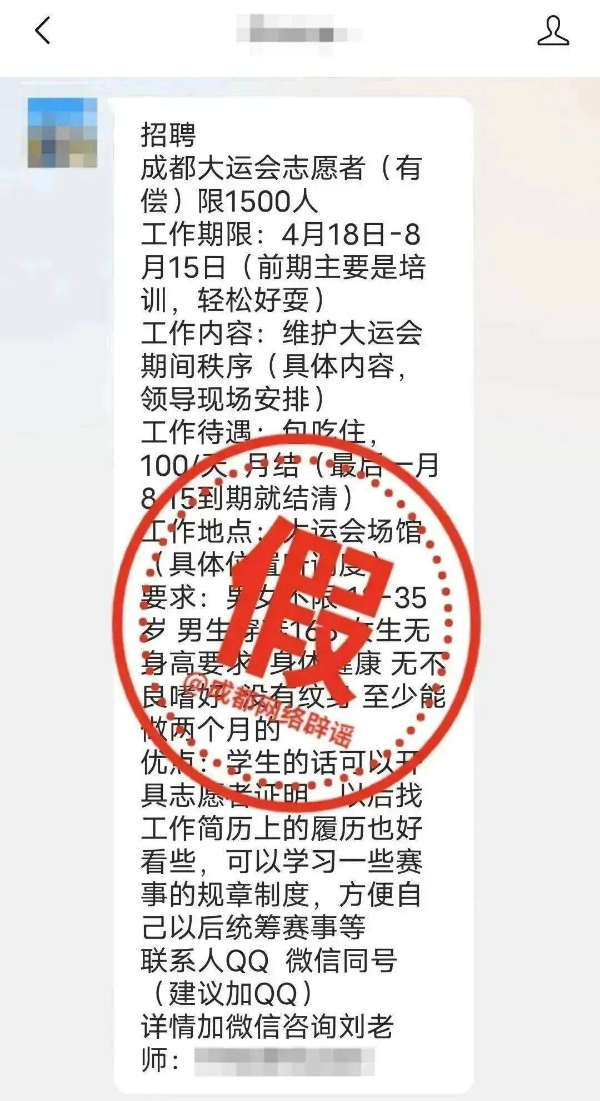 招聘
成都大运会志愿者（有
偿）限1500人
工作期限：4月18日-8
月15日（前期主要是培
训，轻松好耍）
工作内容：维护大运会
期间秩序（具体内容，
领导现场安排）
工作待遇：包吃住，
100/天 月结（最后一月
8.15到期就结清）
工作地点：大运会场馆
（具体位置听调度）
要求：男女不限 -35
岁 男生 女生无
身高要求 身体健康 无不
良嗜好 没有纹身 至少能
做两个月的
优点：学生的话可以开
具志愿者证明，以后找
工作简历上的履历也好
看些，可以学习一些赛
事的规章制度，方便自
己以后统筹赛事等
联系人QQ 微信同号
（建议加QQ）
详情加微信咨询刘老
师：
假
@成都网络辟谣